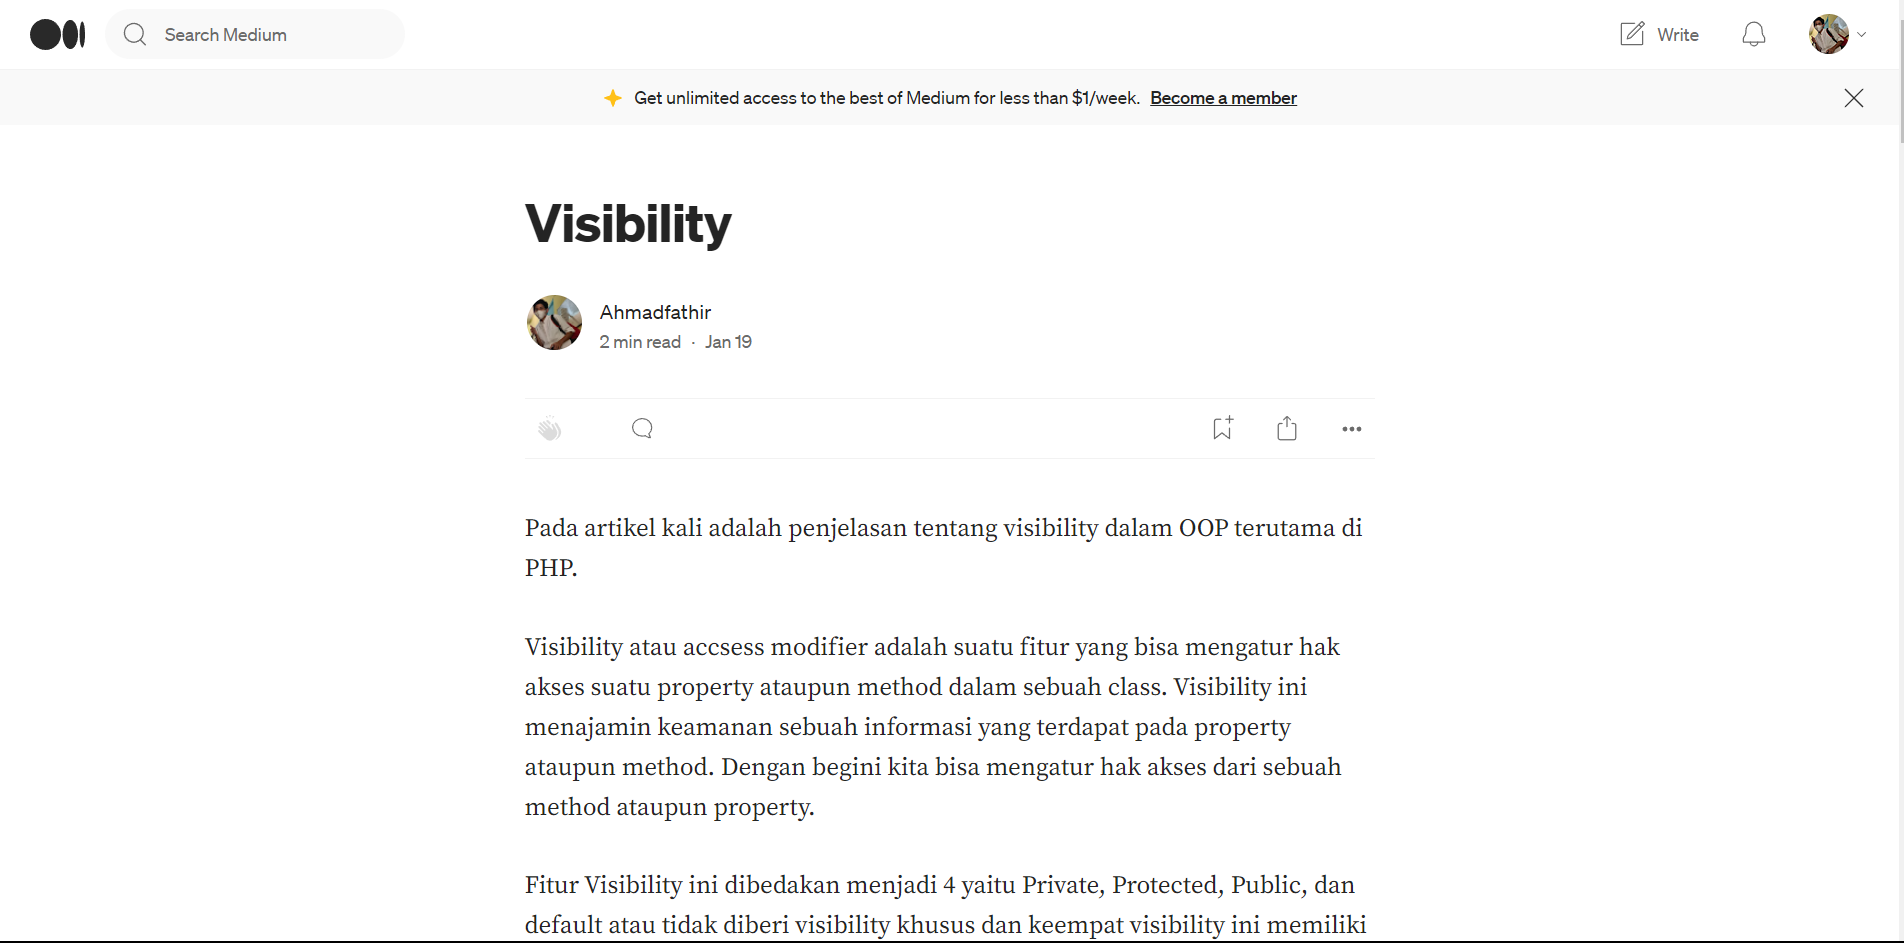 Search Medium
Write
Get unlimited access to the best of Medium for less than $1/week. Become a member
Visibility
Ahmadfathir
2 min read · Jan 19
Pada artikel kali adalah penjelasan tentang visibility dalam OOP terutama di
PHP.
Visibility atau accsess modifier adalah suatu fitur yang bisa mengatur hak
akses suatu property ataupun method dalam sebuah class. Visibility ini
menajamin keamanan sebuah informasi yang terdapat pada property
ataupun method. Dengan begini kita bisa mengatur hak akses dari sebuah
method ataupun property.
Fitur Visibility ini dibedakan menjadi 4 yaitu Private, Protected, Public, dan
default atau tidak diberi visibility khusus dan keempat visibility ini memiliki